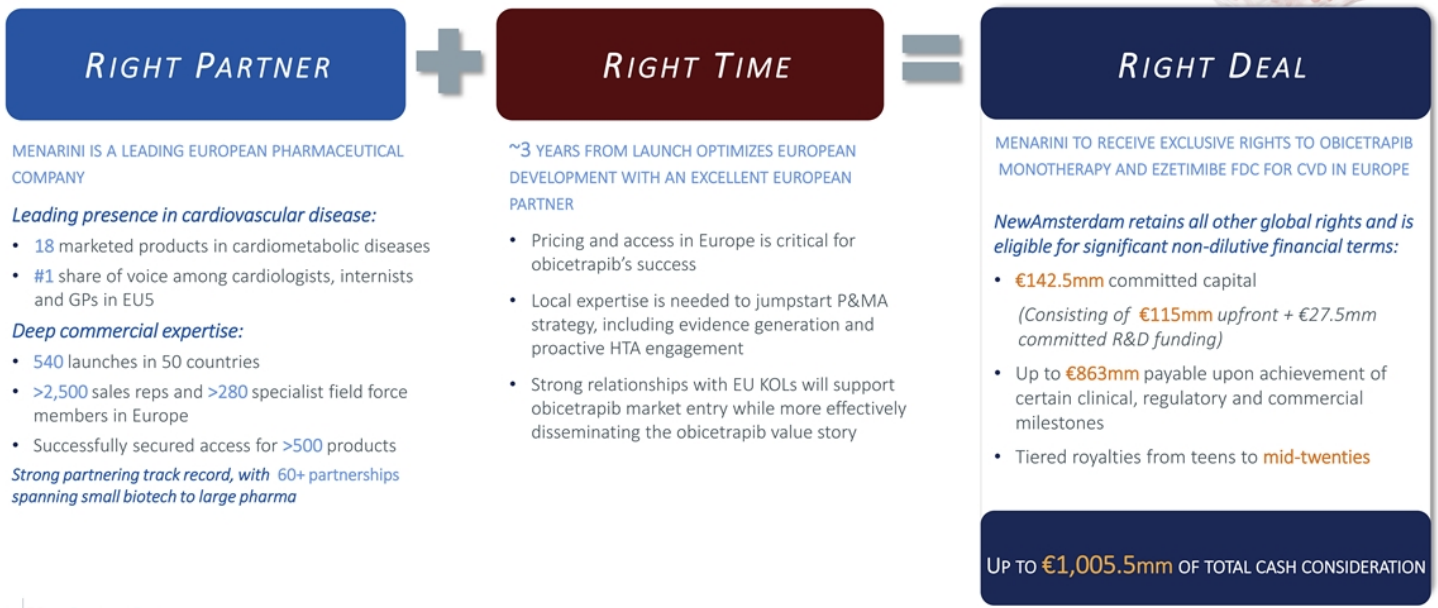 RIGHT PARTNER
+
RIGHT TIME
=
RIGHT DEAL
MENARINI IS A LEADING EUROPEAN PHARMACEUTICAL
COMPANY
Leading presence in cardiovascular disease:
• 18 marketed products in cardiometabolic diseases
• #1 share of voice among cardiologists, internists
and GPs in EU5
Deep commercial expertise:
• 540 launches in 50 countries
• >2,500 sales reps and >280 specialist field force
members in Europe
• Successfully secured access for >500 products
Strong partnering track record, with 60+ partnerships
spanning small biotech to large pharma
~3 YEARS FROM LAUNCH OPTIMIZES EUROPEAN
DEVELOPMENT WITH AN EXCELLENT EUROPEAN
PARTNER
• Pricing and access in Europe is critical for
obicetrapib's success
• Local expertise is needed to jumpstart P&MA
strategy, including evidence generation and
proactive HTA engagement
• Strong relationships with EU KOLs will support
obicetrapib market entry while more effectively
disseminating the obicetrapib value story
MENARINI TO RECEIVE EXCLUSIVE RIGHTS TO OBICETRAPIB
MONOTHERAPY AND EZETIMIBE FDC FOR CVD IN EUROPE
NewAmsterdam retains all other global rights and is
eligible for significant non-dilutive financial terms:
• €142.5mm committed capital
(Consisting of €115mm upfront + €27.5mm
committed R&D funding)
• Up to €863mm payable upon achievement of
certain clinical, regulatory and commercial
milestones
• Tiered royalties from teens to mid-twenties
UP TO €1,005.5mm OF TOTAL CASH CONSIDERATION